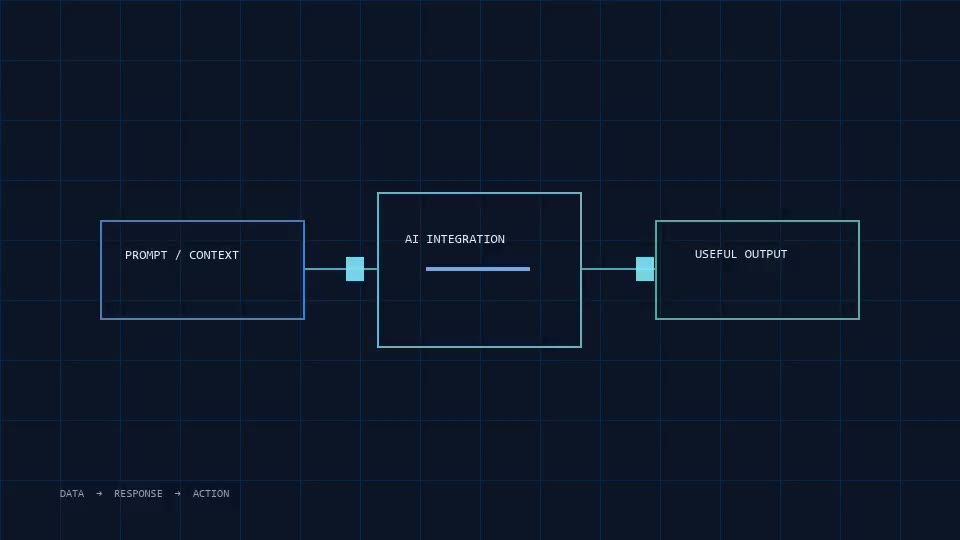 PROMPT / CONTEXT
AI INTEGRATION
USEFUL OUTPUT
DATA → RESPONSE → ACTION